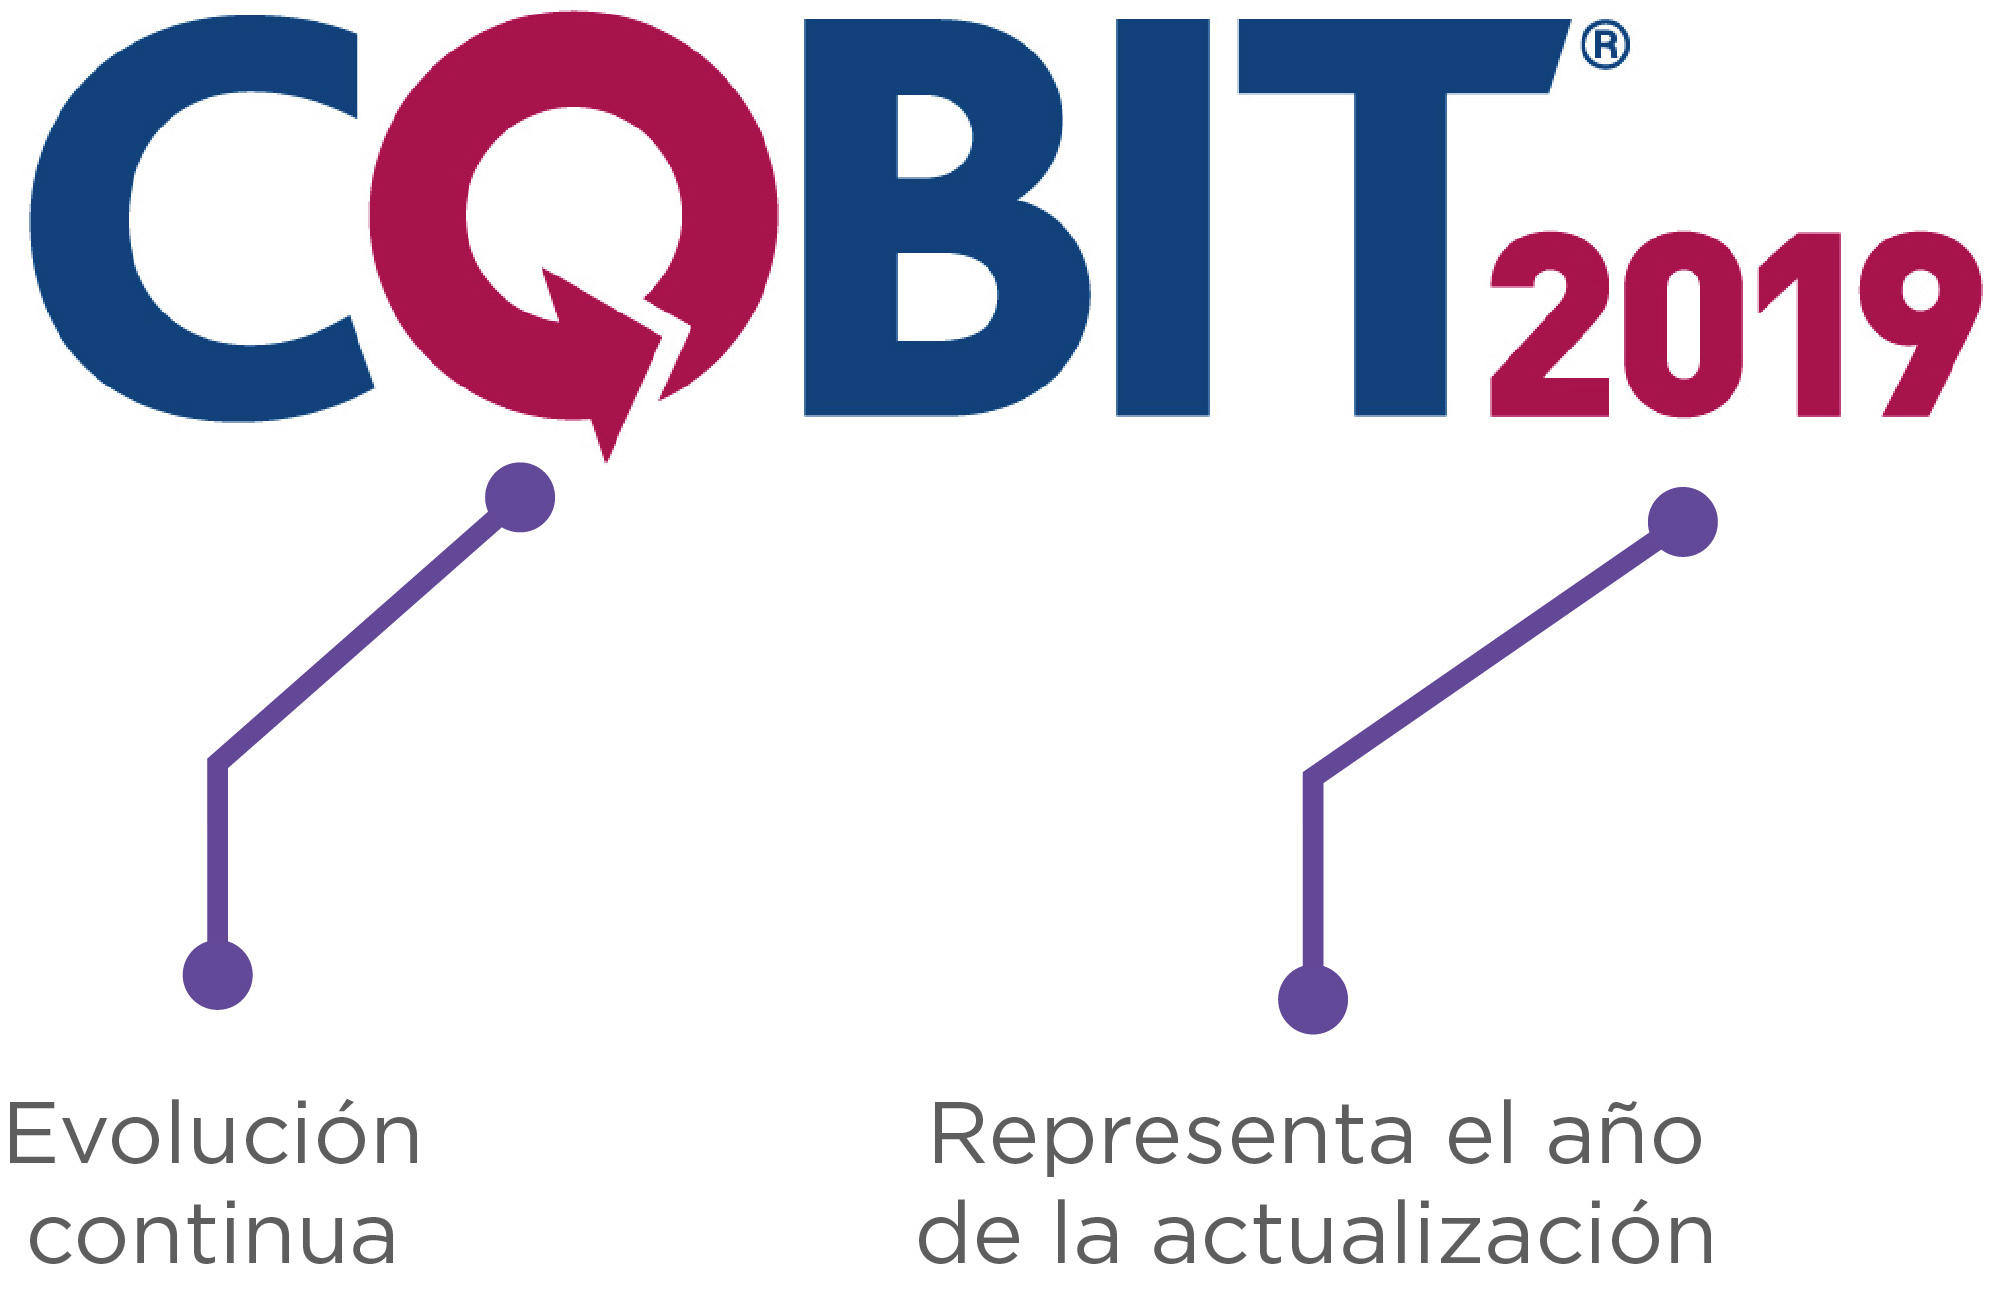 COBIT® 2019
Evolución
continua
Representa el año
de la actualización